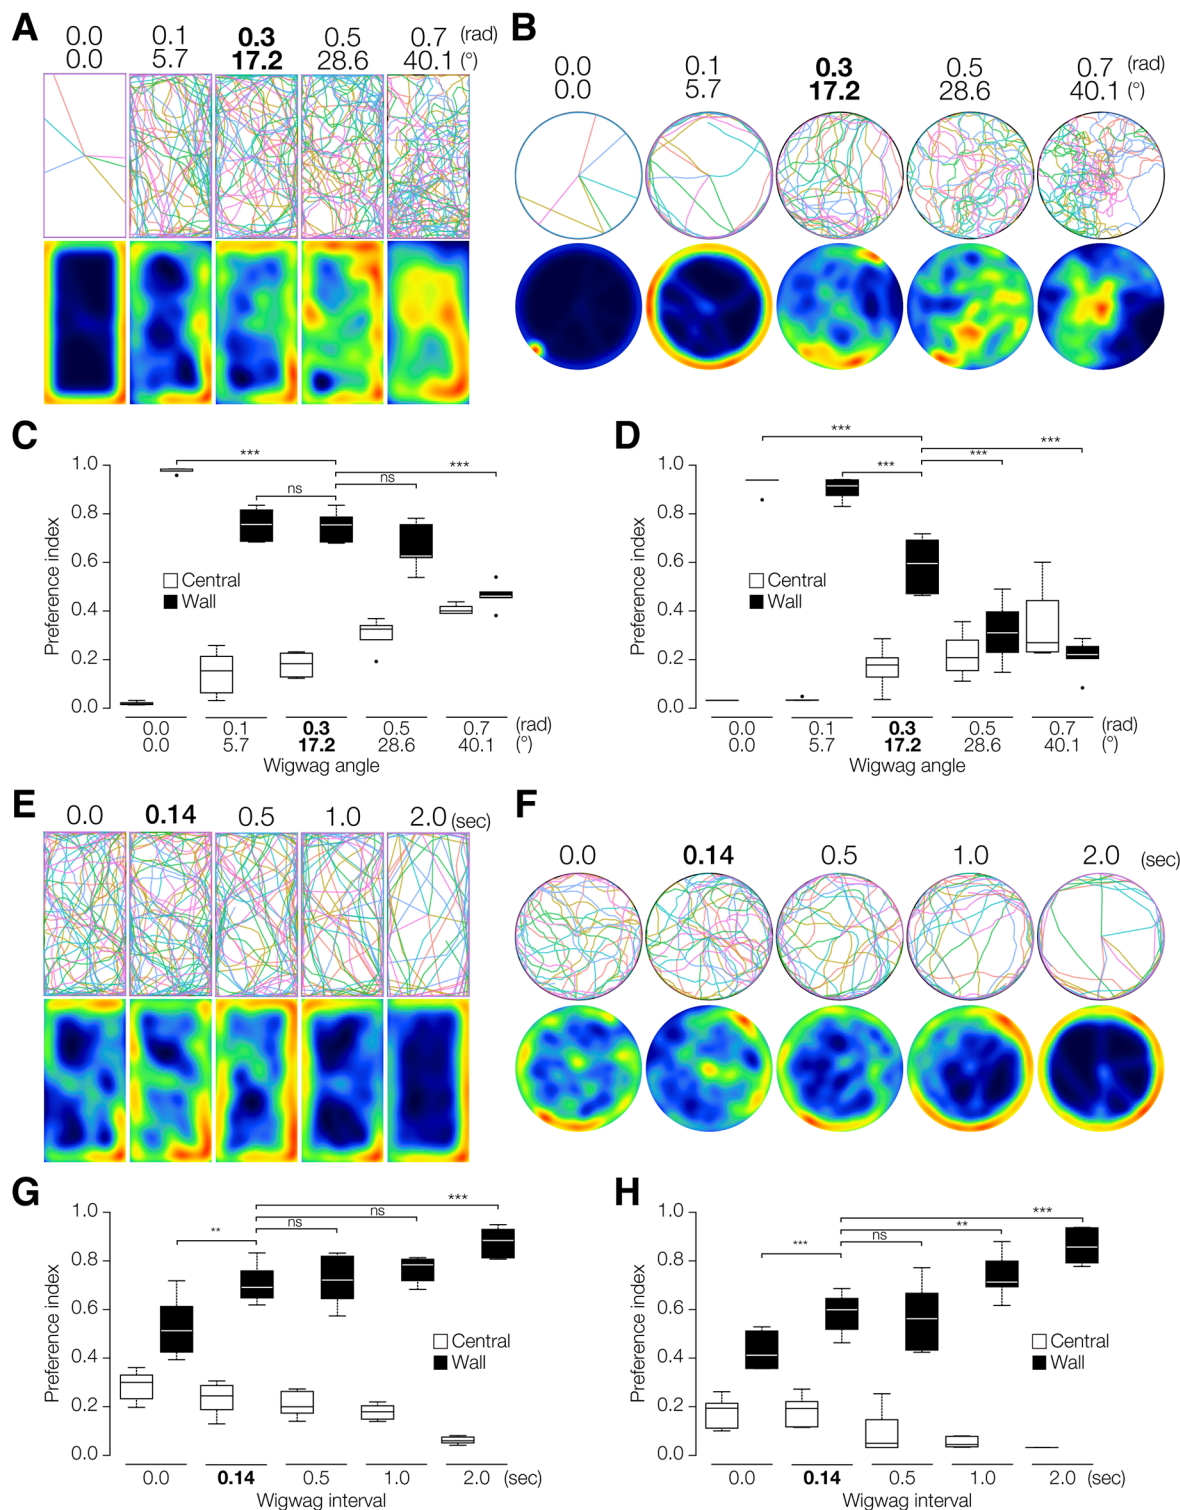 A
0.0 0.1 0.3 0.5 0.7 (rad)
0.0 5.7 17.2 28.6 40.1 (°)
B
0.0 0.1 0.3 0.5 0.7 (rad)
0.0 5.7 17.2 28.6 40.1 (°)
C
Preference index
1.0
0.8
0.6
0.4
0.2
0.0
***
***
ns
ns
Central
Wall
0.0 0.1 0.3 0.5 0.7 (rad)
0.0 5.7 17.2 28.6 40.1 (°)
Wigwag angle
D
Preference index
1.0
0.8
0.6
0.4
0.2
0.0
***
***
***
***
Central
Wall
0.0 0.1 0.3 0.5 0.7 (rad)
0.0 5.7 17.2 28.6 40.1 (°)
Wigwag angle
E
0.0 0.14 0.5 1.0 2.0 (sec)
F
0.0 0.14 0.5 1.0 2.0 (sec)
G
Preference index
1.0
0.8
0.6
0.4
0.2
0.0
***
ns
ns
**
Central
Wall
0.0 0.14 0.5 1.0 2.0 (sec)
Wigwag interval
H
Preference index
1.0
0.8
0.6
0.4
0.2
0.0
***
**
ns
***
Central
Wall
0.0 0.14 0.5 1.0 2.0 (sec)
Wigwag interval